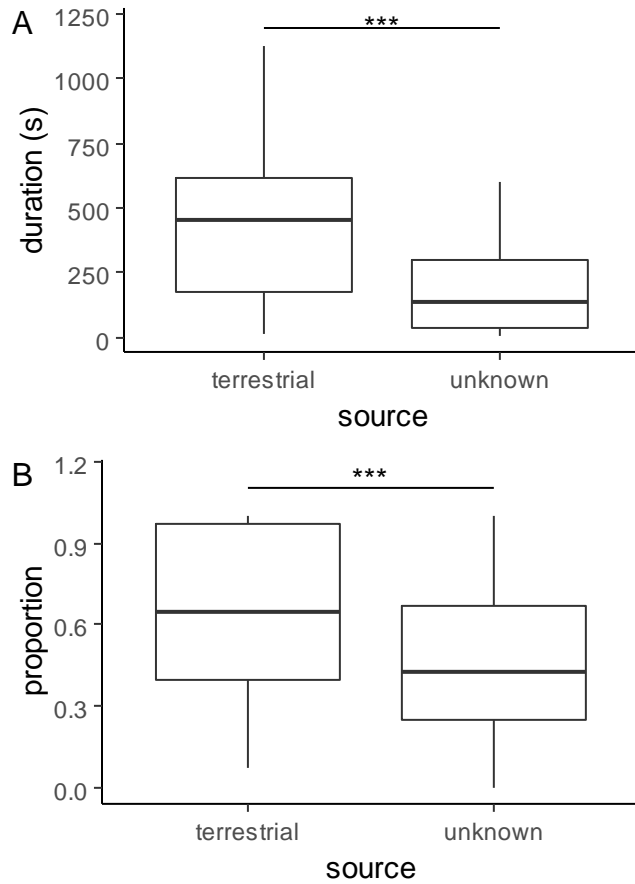 A
1250
1000
750
500
250
0
duration (s)
***
terrestrial unknown
source
B
1.2
0.9
0.6
0.3
0.0
proportion
***
terrestrial unknown
source